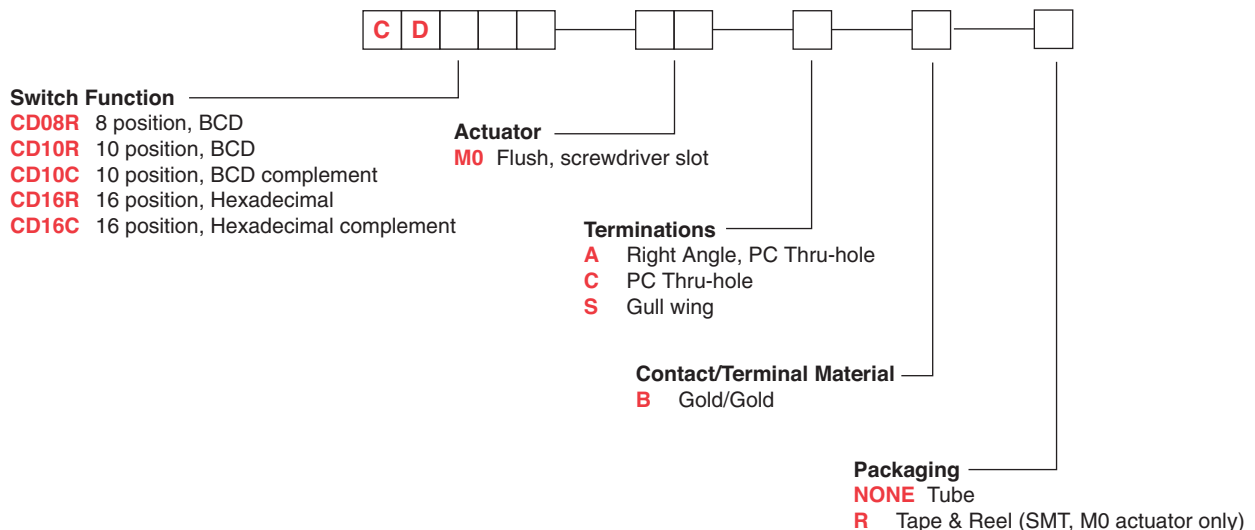 C D
Switch Function
CD08R 8 position, BCD
CD10R 10 position, BCD
CD10C 10 position, BCD complement
CD16R 16 position, Hexadecimal
CD16C 16 position, Hexadecimal complement
Actuator
M0 Flush, screwdriver slot
Terminations
A Right Angle, PC Thru-hole
C PC Thru-hole
S Gull wing
Contact/Terminal Material
B Gold/Gold
Packaging
NONE Tube
R Tape & Reel (SMT, M0 actuator only)